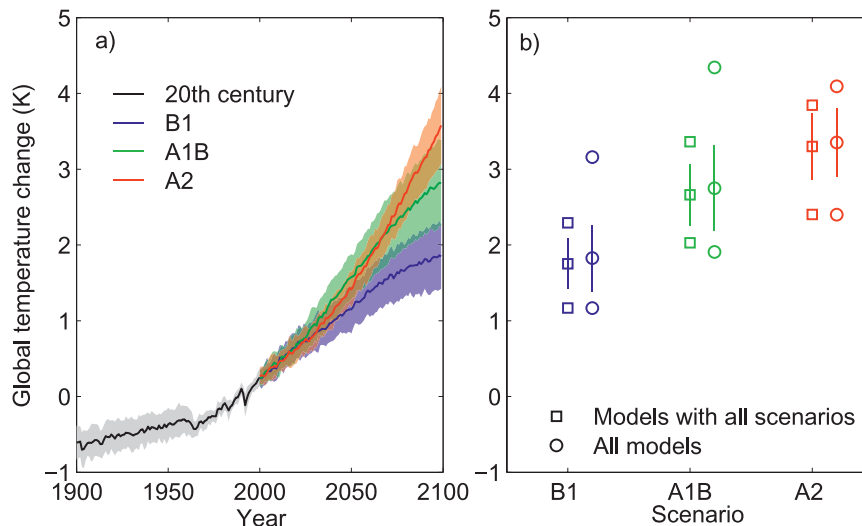 a)
20th century
B1
A1B
A2
Global temperature change (K)
5
4
3
2
1
0
−1
1900
1950
2000
2050
2100
Year
b)
5
4
3
2
1
0
−1
Models with all scenarios
All models
B1
A1B
A2
Scenario